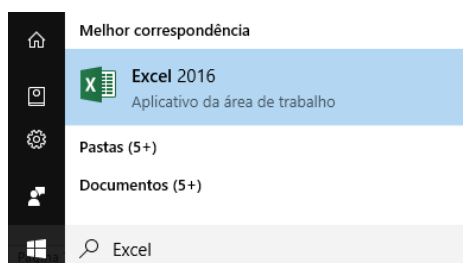 Melhor correspondência
Excel 2016
Aplicativo da área de trabalho
Pastas (5+)
Documentos (5+)
Excel